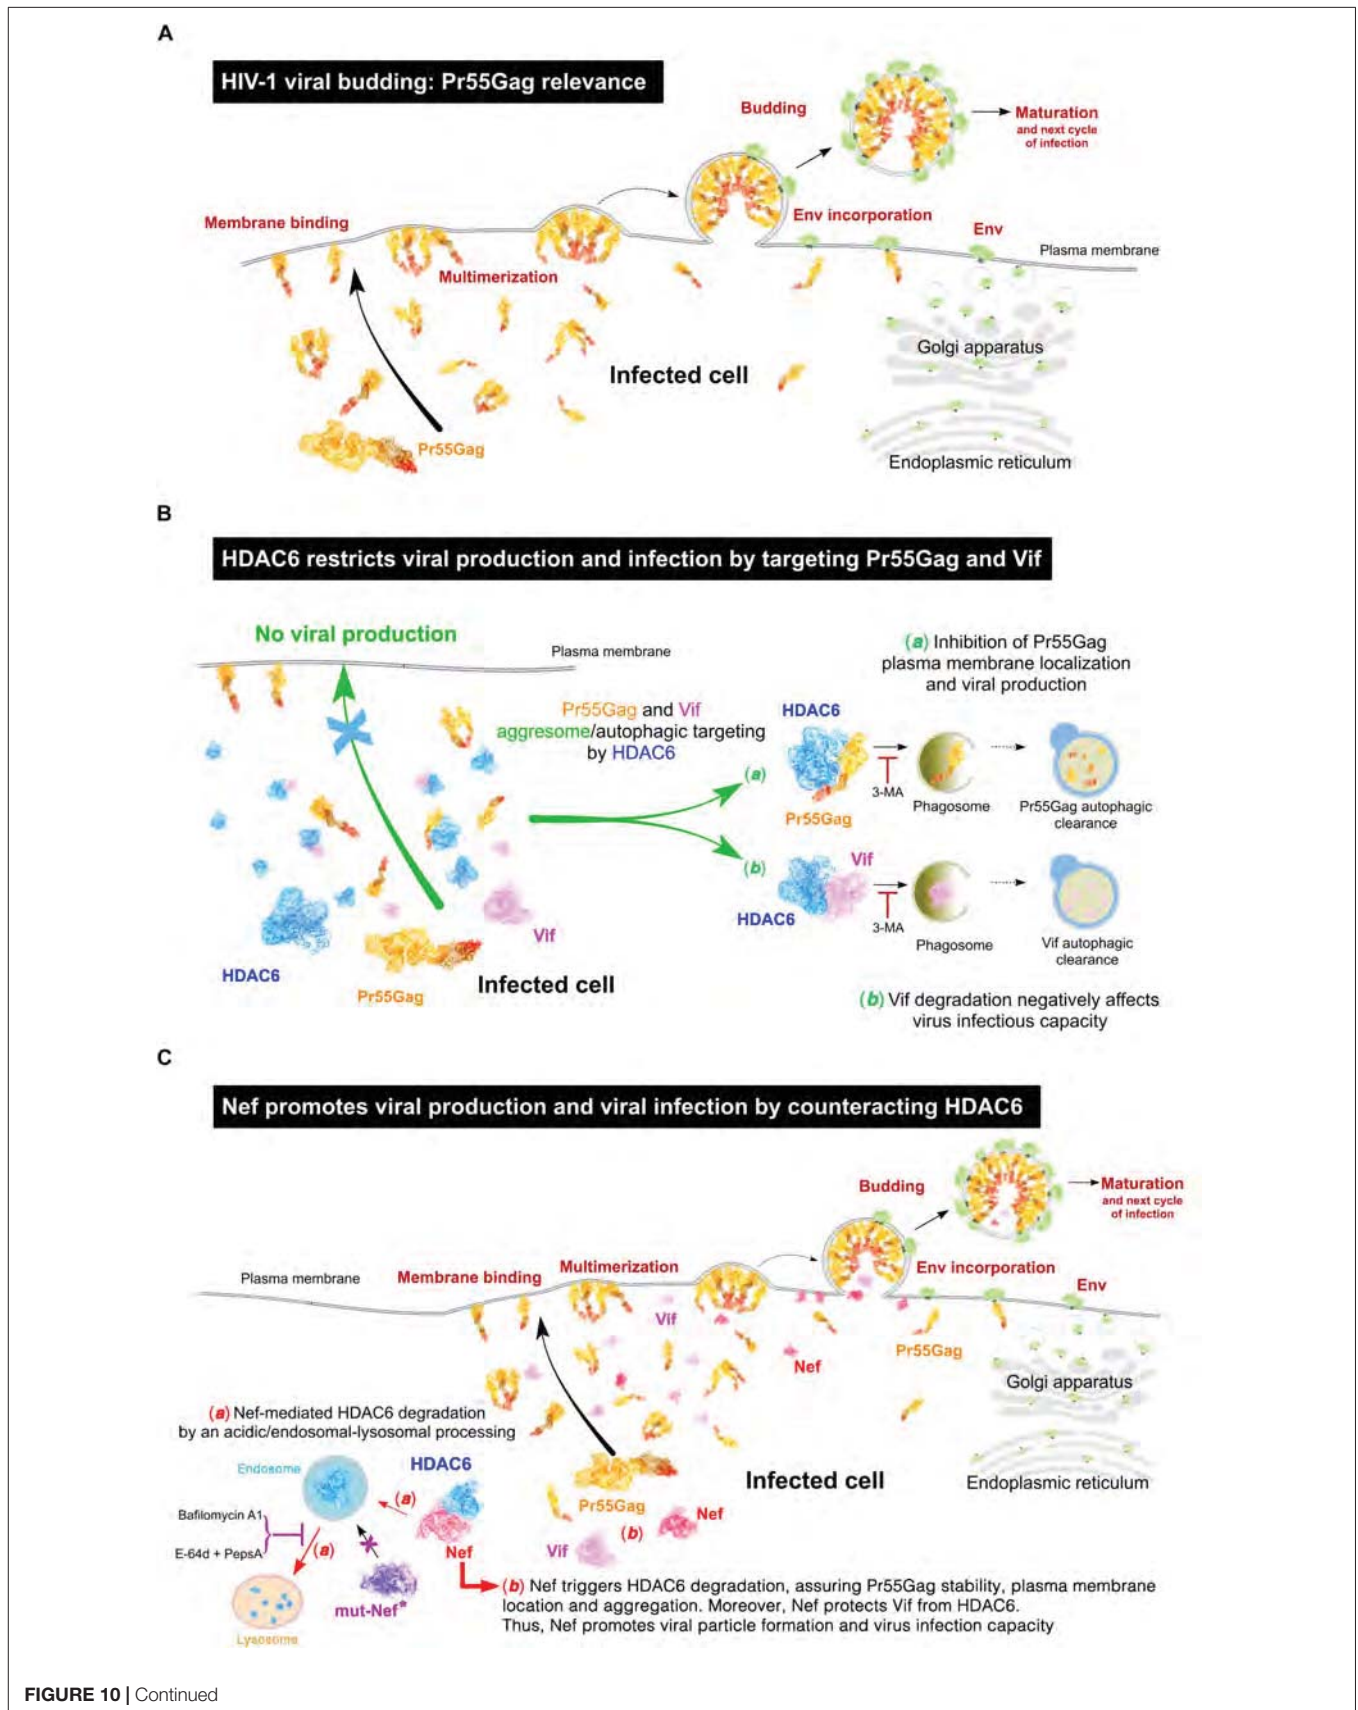 A
HIV-1 viral budding: Pr55Gag relevance
Budding
Maturation
and next cycle
of infection
Membrane binding
Env incorporation
Env
Plasma membrane
Multimerization
Golgi apparatus
Infected cell
Pr55Gag
Endoplasmic reticulum
B
HDAC6 restricts viral production and infection by targeting Pr55Gag and Vif
No viral production
Plasma membrane
(a) Inhibition of Pr55Gag
plasma membrane localization
and viral production
Pr55Gag and Vif
aggresome/autophagic targeting
by HDAC6
HDAC6
(a)
3-MA
Pr55Gag
Phagosome
Pr55Gag autophagic
clearance
(b)
Vif
HDAC6
3-MA
Phagosome
Vif autophagic
clearance
Vif
HDAC6
Pr55Gag
Infected cell
(b) Vif degradation negatively affects
virus infectious capacity
C
Nef promotes viral production and viral infection by counteracting HDAC6
Budding
Maturation
and next cycle
of infection
Plasma membrane
Membrane binding
Multimerization
Env incorporation
Env
Vif
Nef
Pr55Gag
Golgi apparatus
(a) Nef-mediated HDAC6 degradation
by an acidic/endosomal-lysosomal processing
Endosome
HDAC6
(a)
Infected cell
Endoplasmic reticulum
Pr55Gag
Nef
(b)
Vif
Bafilomycin A1
E-64d + PepsA
(a)
Nef
mut-Nef*
Lysosome
(b) Nef triggers HDAC6 degradation, assuring Pr55Gag stability, plasma membrane
location and aggregation. Moreover, Nef protects Vif from HDAC6.
Thus, Nef promotes viral particle formation and virus infection capacity
FIGURE 10 | Continued